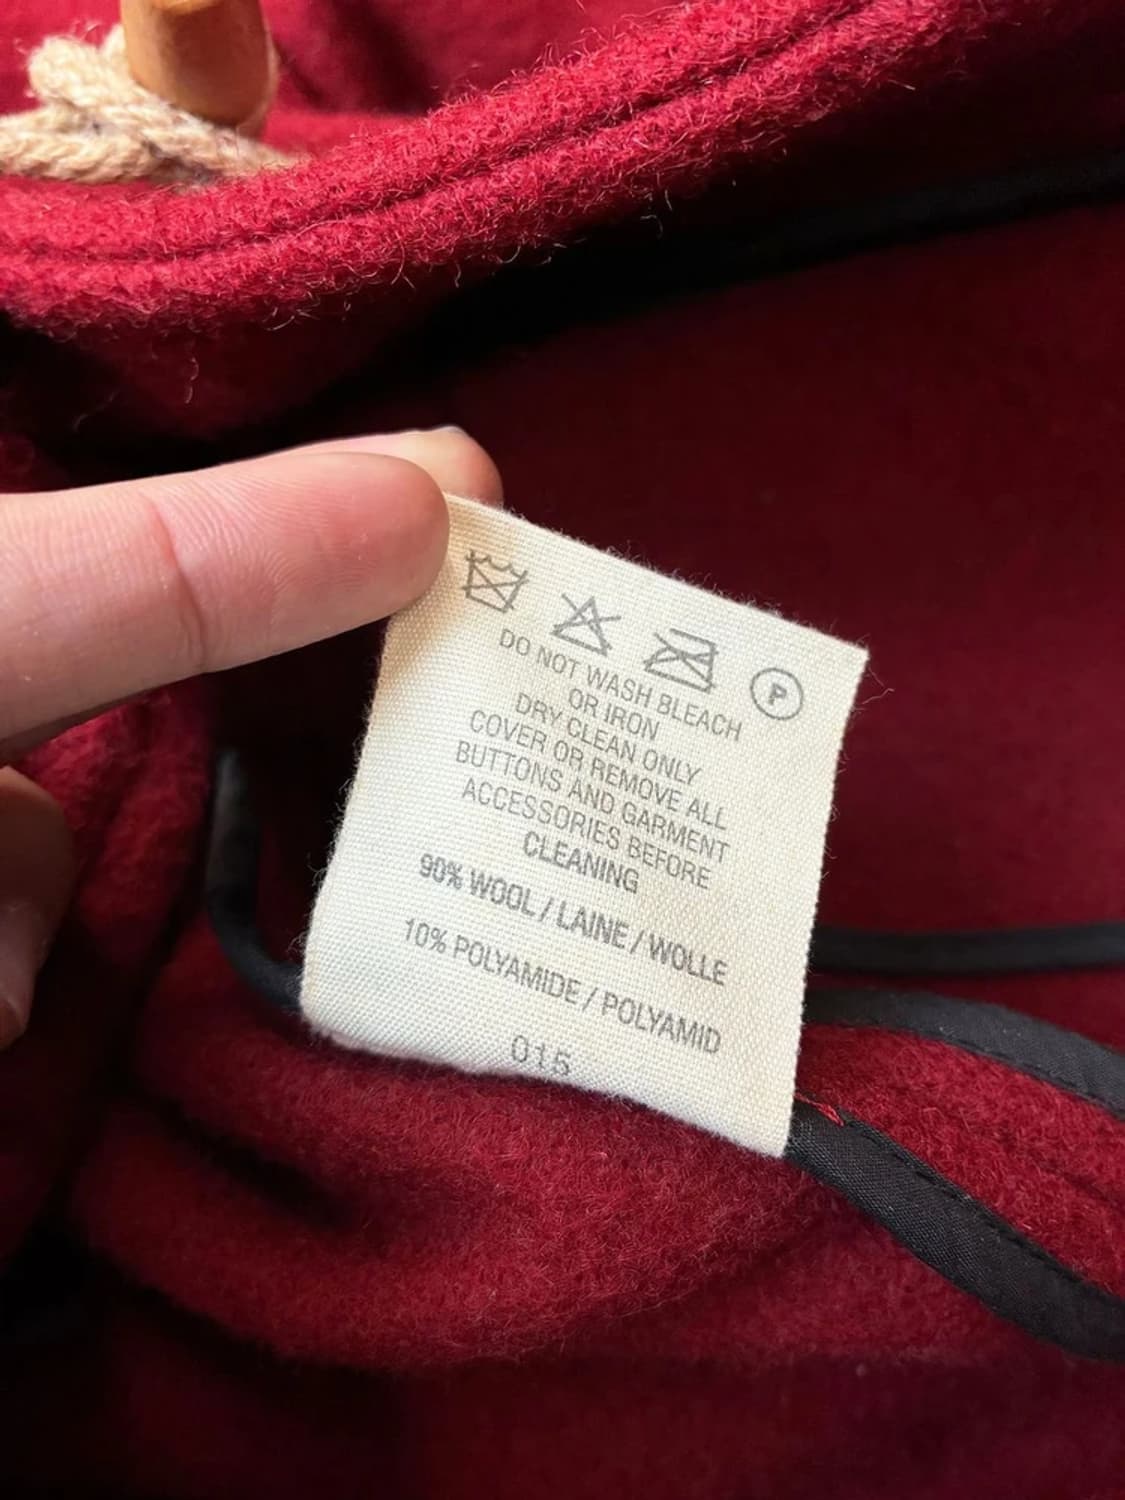 P
DO NOT WASH BLEACH
OR IRON
DRY CLEAN ONLY
COVER OR REMOVE ALL
BUTTONS AND GARMENT
ACCESSORIES BEFORE
CLEANING
90% WOOL / LAINE / WOLLE
10% POLYAMIDE / POLYAMID
015